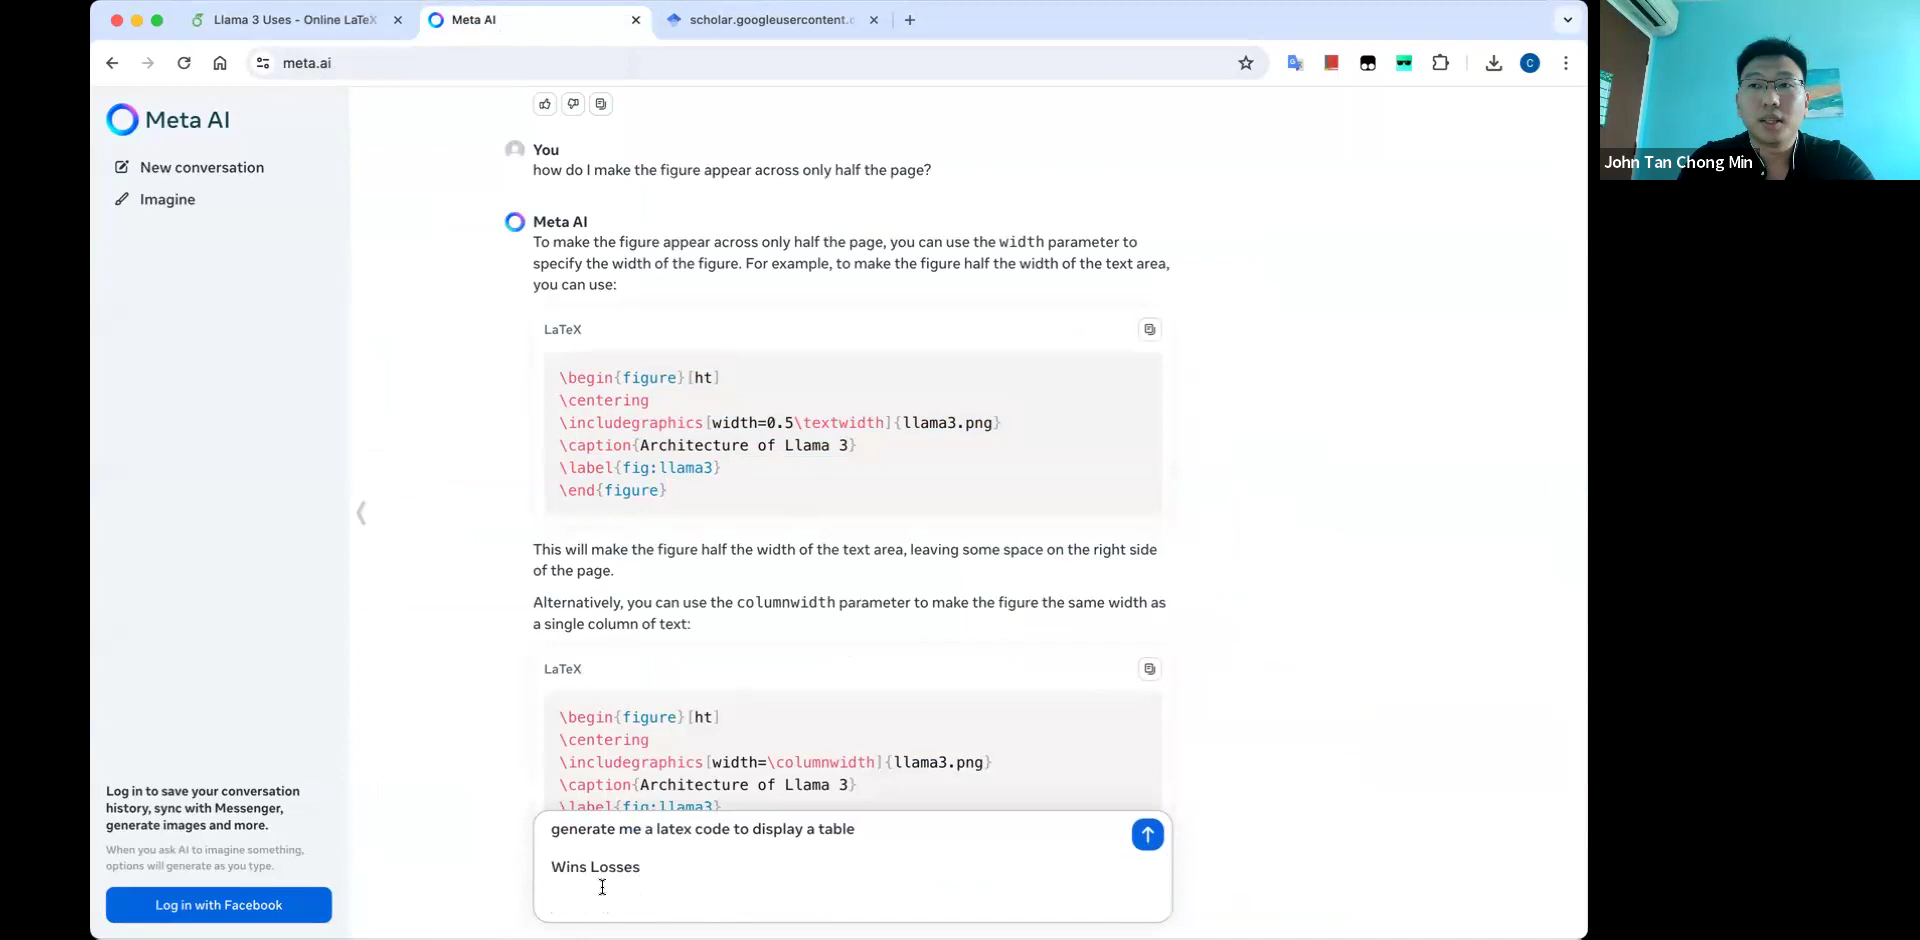 Llama 3 Uses - Online LaTeX
Meta AI
scholar.googleusercontent.c
meta.ai
C
Meta AI
New conversation
Imagine
You
how do I make the figure appear across only half the page?
Meta AI
To make the figure appear across only half the page, you can use the width parameter to
specify the width of the figure. For example, to make the figure half the width of the text area,
you can use:
LaTeX
\begin{figure}[ht]
\centering
\includegraphics[width=0.5\textwidth]{llama3.png}
\caption{Architecture of Llama 3}
\label{fig:llama3}
\end{figure}
This will make the figure half the width of the text area, leaving some space on the right side
of the page.
Alternatively, you can use the columnwidth parameter to make the figure the same width as
a single column of text:
LaTeX
\begin{figure}[ht]
\centering
\includegraphics[width=\columnwidth]{llama3.png}
\caption{Architecture of Llama 3}
\label{fig:llama3}
generate me a latex code to display a table
Wins Losses
Log in to save your conversation
history, sync with Messenger,
generate images and more.
When you ask AI to imagine something,
options will generate as you type.
Log in with Facebook
John Tan Chong Min